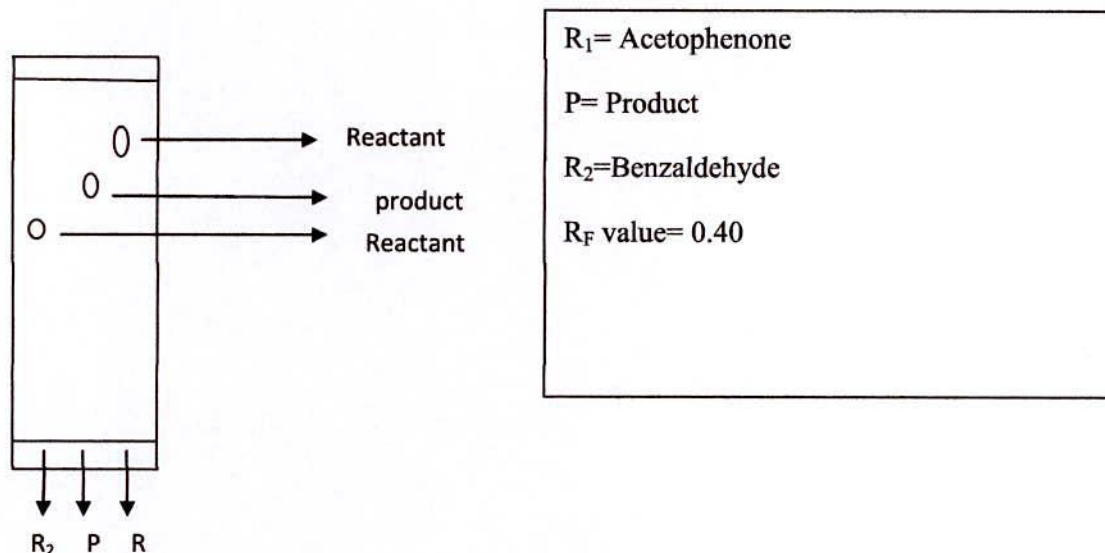 Reactant
product
Reactant
R₂ P R
R₁= Acetophenone
P= Product
R₂=Benzaldehyde
R_F value= 0.40